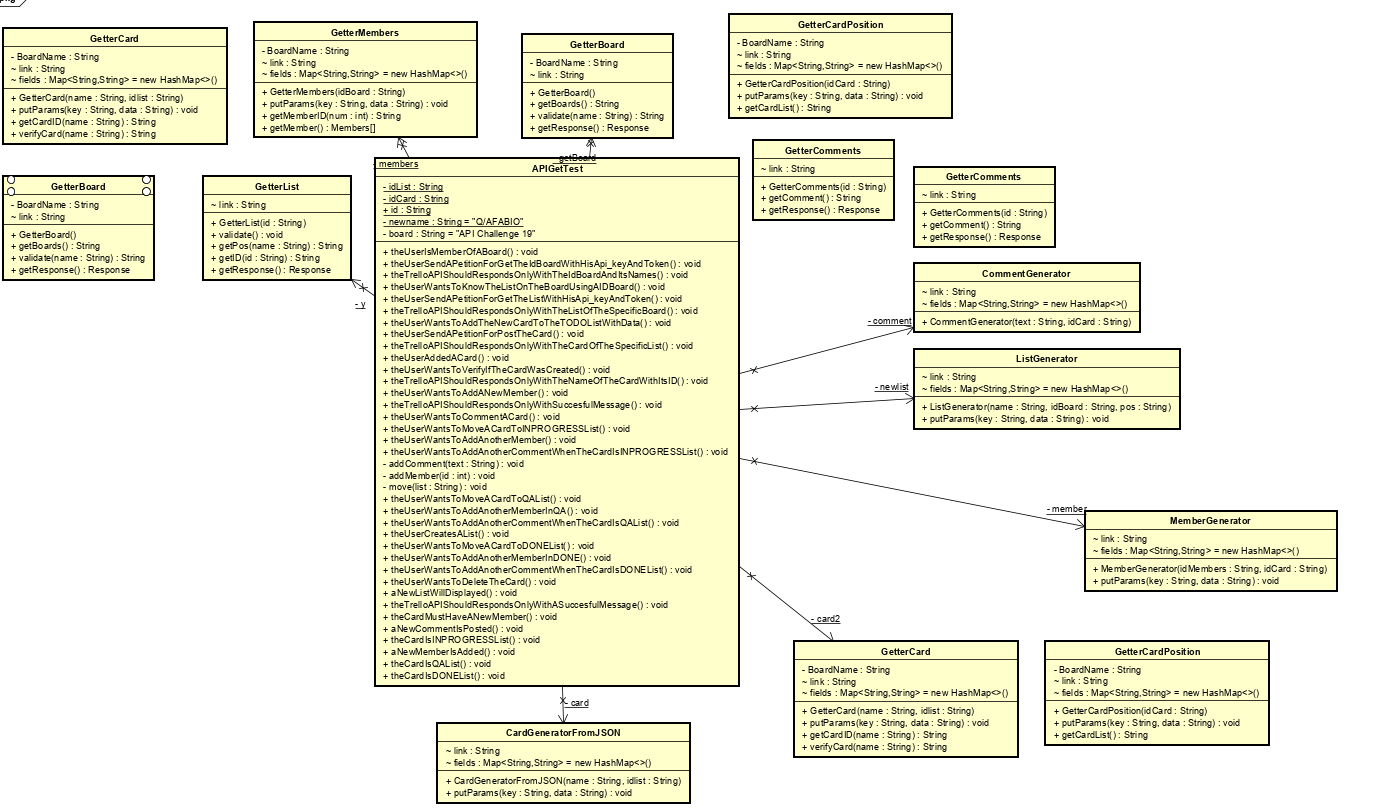 GetterCard
- BoardName : String
~ link : String
~ fields : Map<String,String> = new HashMap<>()
+ GetterCard(name : String, idlist : String)
+ putParams(key : String, data : String) : void
+ getCardID(name : String) : String
+ verifyCard(name : String) : String
GetterMembers
- BoardName : String
~ link : String
~ fields : Map<String,String> = new HashMap<>()
+ GetterMembers(idBoard : String)
+ putParams(key : String, data : String) : void
+ getMemberID(num : int) : String
+ getMember() : Members[]
GetterBoard
- BoardName : String
~ link : String
+ GetterBoard()
+ getBoards() : String
+ validate(name : String) : String
+ getResponse() : Response
GetterCardPosition
- BoardName : String
~ link : String
~ fields : Map<String,String> = new HashMap<>()
+ GetterCardPosition(idCard : String)
+ putParams(key : String, data : String) : void
+ getCardList() : String
GetterComments
~ link : String
+ GetterComments(id : String)
+ getComment() : String
+ getResponse() : Response
GetterComments
~ link : String
+ GetterComments(id : String)
+ getComment() : String
+ getResponse() : Response
GetterBoard
- BoardName : String
~ link : String
+ GetterBoard()
+ getBoards() : String
+ validate(name : String) : String
+ getResponse() : Response
GetterList
~ link : String
+ GetterList(id : String)
+ validate() : void
+ getPos(name : String) : String
+ getID(id : String) : String
+ getResponse() : Response
- members
- getBoard
- y
APIGetTest
- idList : String
- idCard : String
+ id : String
- newname : String = "Q/AFABIO"
- board : String = "API Challenge 19"
+ theUserIsMemberOfABoard() : void
+ theUserSendAPetitionForGetTheIdBoardWithHisApi_keyAndToken() : void
+ theTrelloAPIShouldRespondsOnlyWithTheIdBoardAndItsNames() : void
+ theUserWantsToKnowTheListOnTheBoardUsingAIDBoard() : void
+ theUserSendAPetitionForGetTheListWithHisApi_keyAndToken() : void
+ theTrelloAPIShouldRespondsOnlyWithTheListOfTheSpecificBoard() : void
+ theUserWantsToAddTheNewCardToTheTODOListWithData() : void
+ theUserSendAPetitionForPostTheCard() : void
+ theTrelloAPIShouldRespondsOnlyWithTheCardOfTheSpecificList() : void
+ theUserAddedACard() : void
+ theUserWantsToVerifyIfTheCardWasCreated() : void
+ theTrelloAPIShouldRespondsOnlyWithTheNameOfTheCardWithItsID() : void
+ theUserWantsToAddANewMember() : void
+ theTrelloAPIShouldRespondsOnlyWithSuccesfulMessage() : void
+ theUserWantsToCommentACard() : void
+ theUserWantsToMoveACardToINPROGRESSList() : void
+ theUserWantsToAddAnotherMember() : void
+ theUserWantsToAddAnotherCommentWhenTheCardIsINPROGRESSList() : void
- addComment(text : String) : void
- addMember(id : int) : void
- move(list : String) : void
+ theUserWantsToMoveACardToQAList() : void
+ theUserWantsToAddAnotherMemberInQA() : void
+ theUserWantsToAddAnotherCommentWhenTheCardIsQAList() : void
+ theUserCreatesAList() : void
+ theUserWantsToMoveACardToDONEList() : void
+ theUserWantsToAddAnotherMemberInDONE() : void
+ theUserWantsToAddAnotherCommentWhenTheCardIsDONEList() : void
+ theUserWantsToDeleteTheCard() : void
+ aNewListWillDisplayed() : void
+ theTrelloAPIShouldRespondsOnlyWithASuccesfulMessage() : void
+ theCardMustHaveANewMember() : void
+ aNewCommentIsPosted() : void
+ theCardIsINPROGRESSList() : void
+ aNewMemberIsAdded() : void
+ theCardIsQAList() : void
+ theCardIsDONEList() : void
- comment
CommentGenerator
~ link : String
~ fields : Map<String,String> = new HashMap<>()
+ CommentGenerator(text : String, idCard : String)
- newlist
ListGenerator
~ link : String
~ fields : Map<String,String> = new HashMap<>()
+ ListGenerator(name : String, idBoard : String, pos : String)
+ putParams(key : String, data : String) : void
- member
MemberGenerator
~ link : String
~ fields : Map<String,String> = new HashMap<>()
+ MemberGenerator(idMembers : String, idCard : String)
+ putParams(key : String, data : String) : void
- card2
GetterCard
- BoardName : String
~ link : String
~ fields : Map<String,String> = new HashMap<>()
+ GetterCard(name : String, idlist : String)
+ putParams(key : String, data : String) : void
+ getCardID(name : String) : String
+ verifyCard(name : String) : String
GetterCardPosition
- BoardName : String
~ link : String
~ fields : Map<String,String> = new HashMap<>()
+ GetterCardPosition(idCard : String)
+ putParams(key : String, data : String) : void
+ getCardList() : String
- card
CardGeneratorFromJSON
~ link : String
~ fields : Map<String,String> = new HashMap<>()
+ CardGeneratorFromJSON(name : String, idlist : String)
+ putParams(key : String, data : String) : void